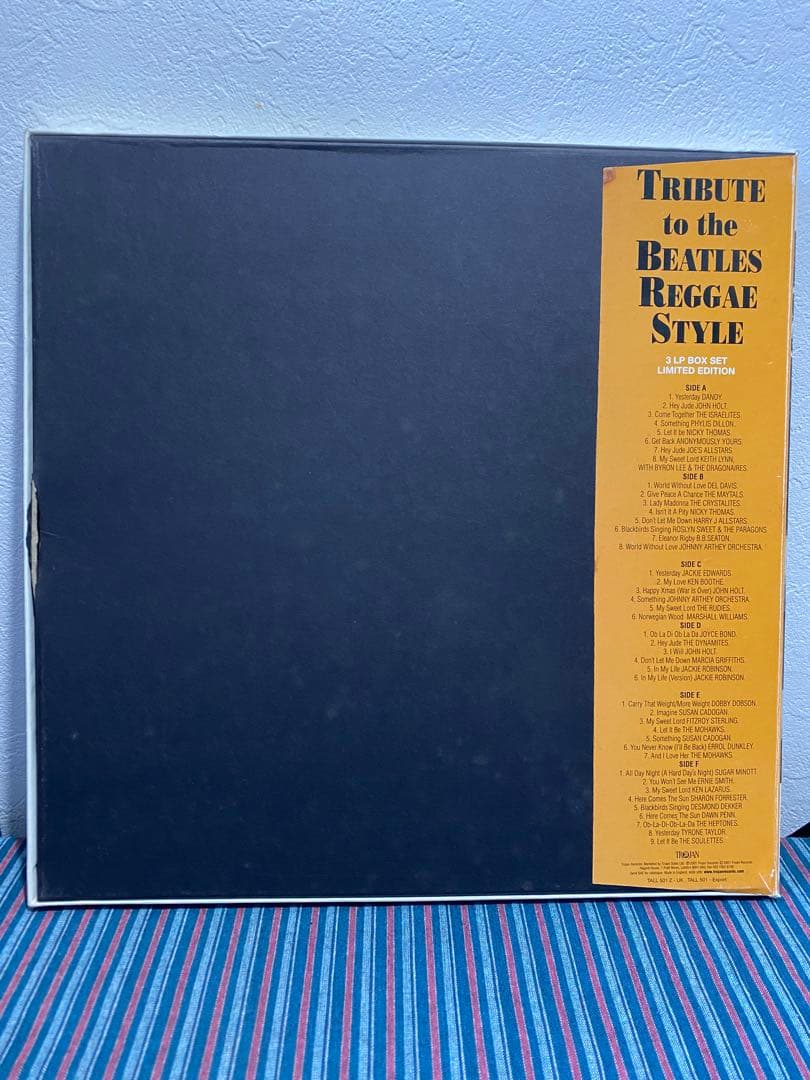 TRIBUTE
to the
BEATLES
REGGAE
STYLE
3 LP BOX SET
LIMITED EDITION
SIDE A
1. Yesterday DANDY.
2. Hey Jude JOHN HOLT.
3. Come Together THE ISRAELITES.
4. Something PHYLIS DILLON.
5. Let It be NICKY THOMAS.
6. Get Back ANONYMOUSLY YOURS.
7. Hey Jude JOE'S ALLSTARS.
8. My Sweet Lord KEITH LYNN,
WITH BYRON LEE & THE DRAGONAIRES.
SIDE B
1. World Without Love DEL DAVIS.
2. Give Peace A Chance THE MAYTALS.
3. Lady Madonna THE CRYSTALITES.
4. Isn't It A Pity NICKY THOMAS.
5. Don't Let Me Down HARRY J ALLSTARS.
6. Blackbirds Singing ROSLYN SWEET & THE PARAGONS.
7. Eleanor Rigby B.B.SEATON.
8. World Without Love JOHNNY ARTHEY ORCHESTRA.
SIDE C
1. Yesterday JACKIE EDWARDS.
2. My Love KEN BOOTHE.
3. Happy Xmas (War Is Over) JOHN HOLT.
4. Something JOHNNY ARTHEY ORCHESTRA.
5. My Sweet Lord THE RUDIES.
6. Norwegian Wood MARSHALL WILLIAMS.
SIDE D
1. Ob La Di Ob La Da JOYCE BOND.
2. Hey Jude THE DYNAMITES.
3. I Will JOHN HOLT.
4. Don't Let Me Down MARCIA GRIFFITHS.
5. In My Life JACKIE ROBINSON.
6. In My Life (Version) JACKIE ROBINSON.
SIDE E
1. Carry That Weight/More Weight DOBBY DOBSON.
2. Imagine SUSAN CADOGAN.
3. My Sweet Lord FITZROY STERLING.
4. Let It Be THE MOHAWKS.
5. Something SUSAN CADOGAN.
6. You Never Know (I'll Be Back) ERROL DUNKLEY.
7. And I Love Her THE MOHAWKS.
SIDE F
1. All Day Night (A Hard Day's Night) SUGAR MINOTT
2. You Won't See Me ERNIE SMITH.
3. My Sweet Lord KEN LAZARUS.
4. Here Comes The Sun SHARON FORRESTER.
5. Blackbirds Singing DESMOND DEKKER
6. Here Comes The Sun DAWN PENN.
7. Ob-La-Di-Ob-La-Da THE HEPTONES.
8. Yesterday TYRONE TAYLOR.
9. Let It Be THE SOULETTES.
TROJAN
www.trojanrecords.com
TALL 501 Z - UK TALL 501 - Export